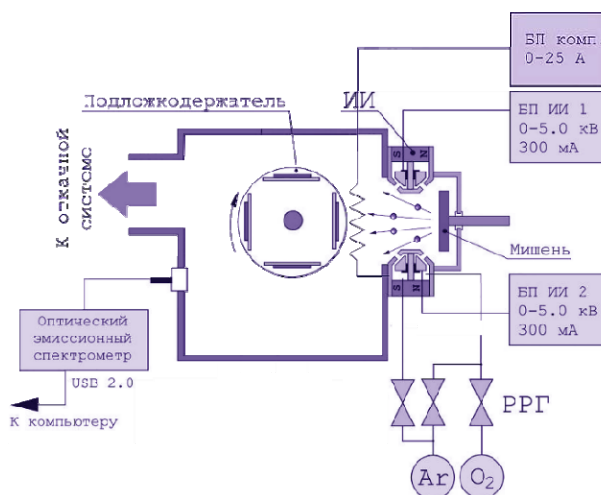 БП комп
0-25 А
Подложкодержатель
ИИ
БП ИИ 1
0-5.0 кВ
300 мА
S N
К откачной
системе
Мишень
S N
БП ИИ 2
0-5.0 кВ
300 мА
Оптический
эмиссионный
спектрометр
USB 2.0
К компьютеру
РРГ
Ar
O2